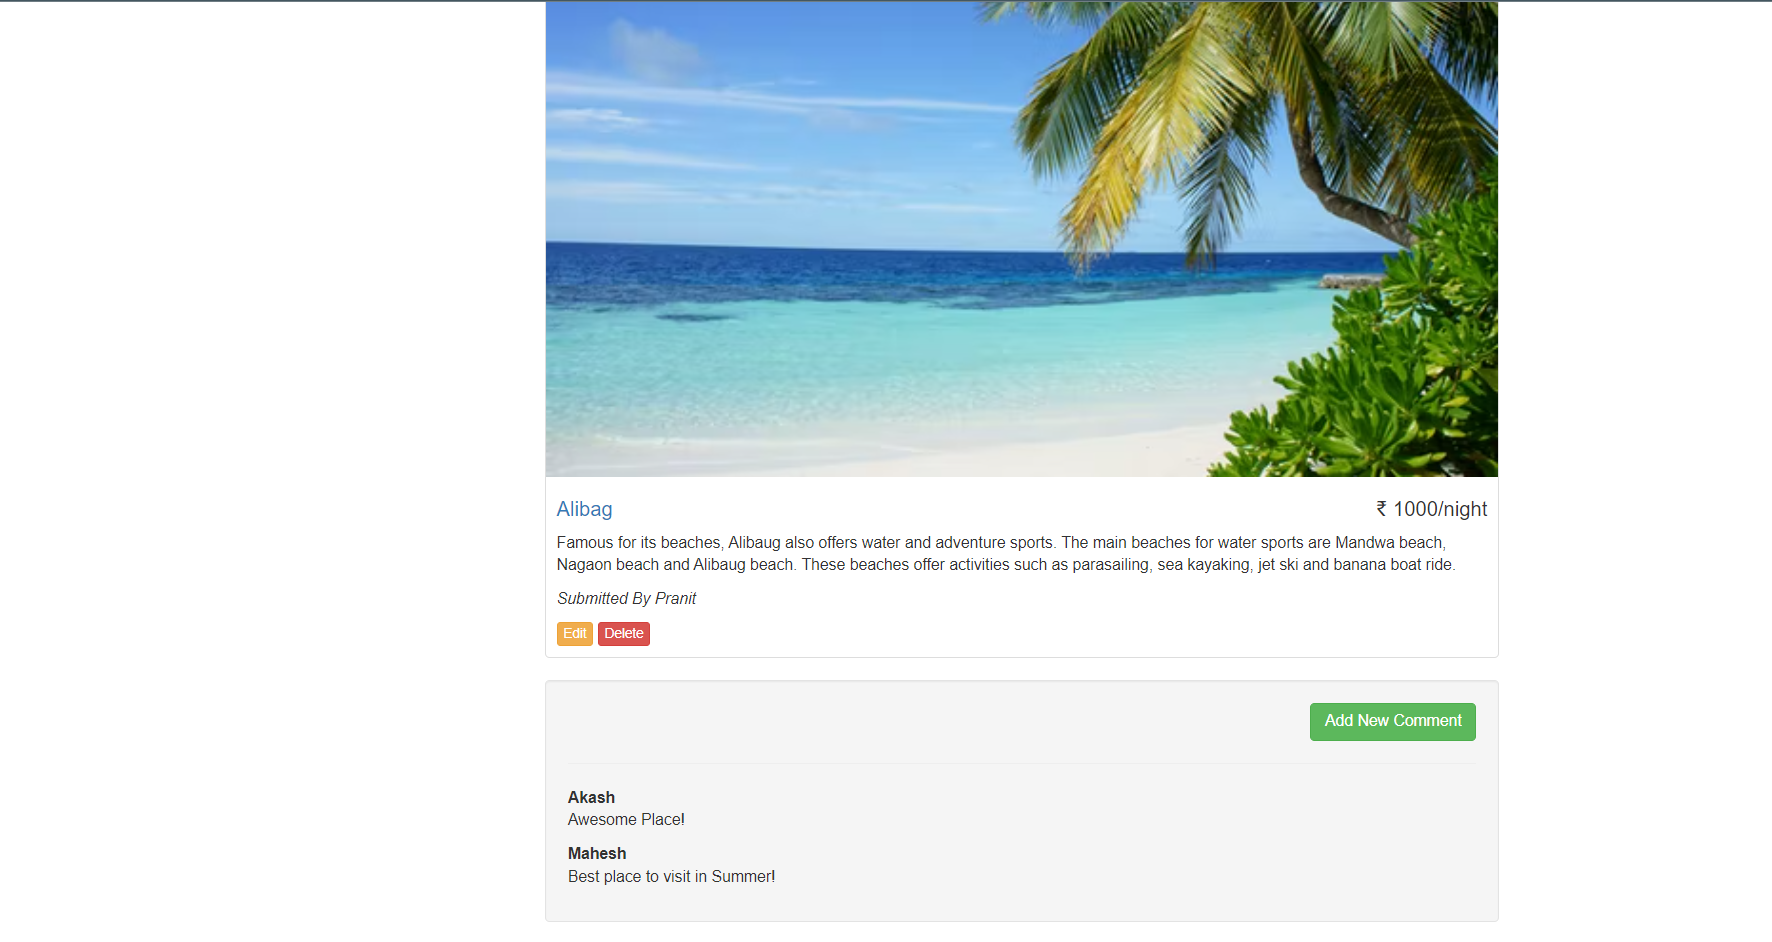 Alibag
₹ 1000/night
Famous for its beaches, Alibaug also offers water and adventure sports. The main beaches for water sports are Mandwa beach,
Nagaon beach and Alibaug beach. These beaches offer activities such as parasailing, sea kayaking, jet ski and banana boat ride.
Submitted By Pranit
Edit Delete
Add New Comment
Akash
Awesome Place!
Mahesh
Best place to visit in Summer!